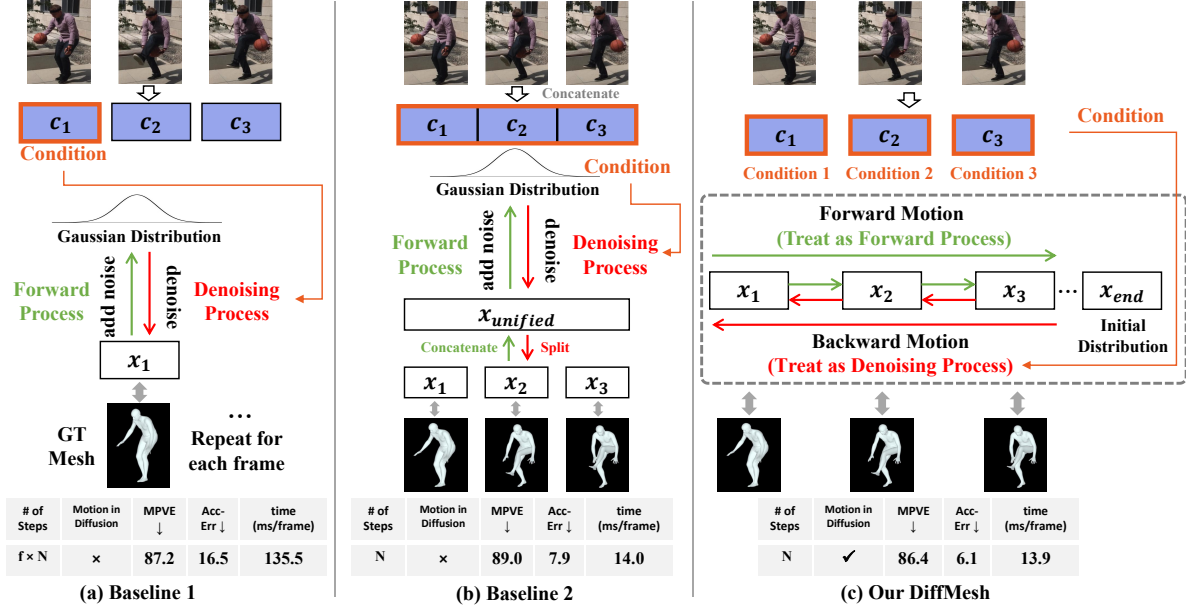 c1 c2 c3
Condition
Gaussian Distribution
Forward
Process
add noise
denoise
Denoising
Process
x1
GT
Mesh
...
Repeat for
each frame
# of Steps Motion in Diffusion MPVE ↓ Acc-Err ↓ time (ms/frame)
f × N × 87.2 16.5 135.5
(a) Baseline 1
Concatenate
c1 c2 c3
Condition
Gaussian Distribution
Forward
Process
add noise
denoise
Denoising
Process
xunified
Concatenate Split
x1 x2 x3
# of Steps Motion in Diffusion MPVE ↓ Acc-Err ↓ time (ms/frame)
N × 89.0 7.9 14.0
(b) Baseline 2
Condition
c1 c2 c3
Condition 1 Condition 2 Condition 3
Forward Motion
(Treat as Forward Process)
x1 x2 x3 ... xend
Initial
Distribution
Backward Motion
(Treat as Denoising Process)
# of Steps Motion in Diffusion MPVE ↓ Acc-Err ↓ time (ms/frame)
N ✓ 86.4 6.1 13.9
(c) Our DiffMesh